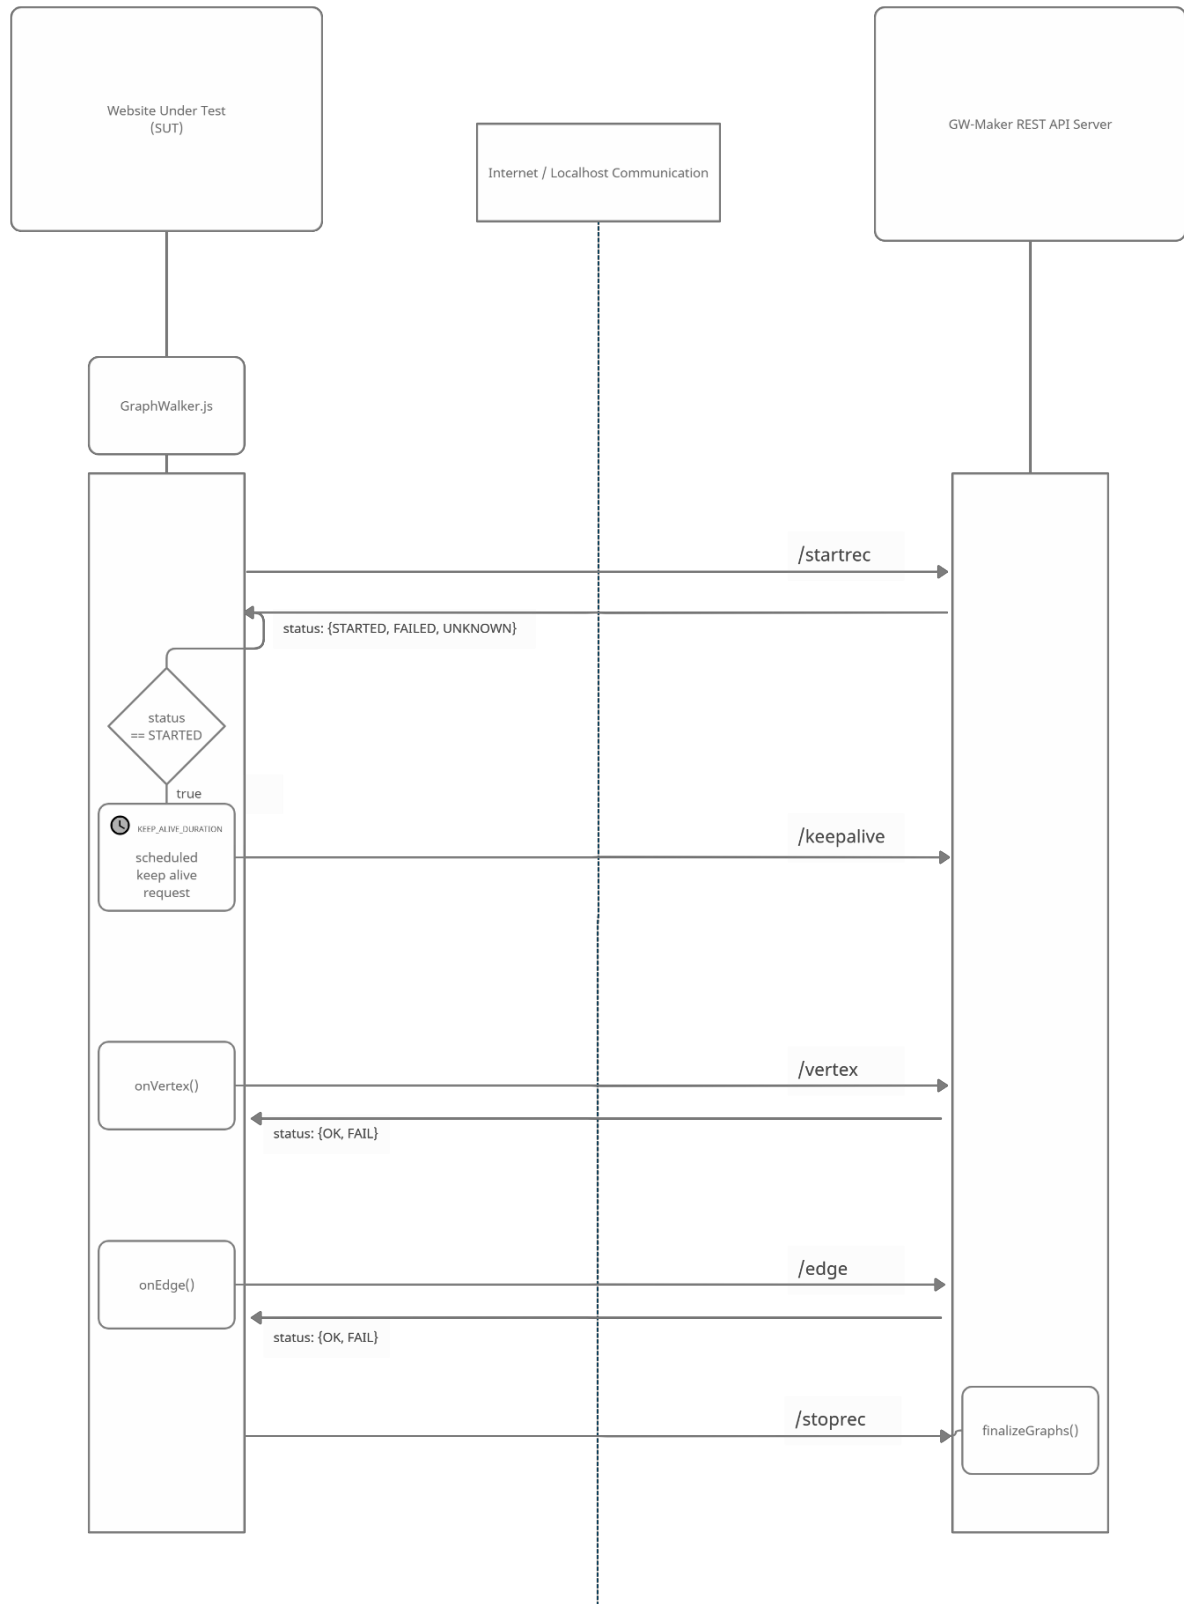 Website Under Test
(SUT)
GW-Maker REST API Server
Internet / Localhost Communication
GraphWalker.js
/startrec
status: {STARTED, FAILED, UNKNOWN}
status
== STARTED
true
KEEP_ALIVE_DURATION
scheduled
keep alive
request
/keepalive
onVertex()
/vertex
status: {OK, FAIL}
onEdge()
/edge
status: {OK, FAIL}
/stoprec
finalizeGraphs()